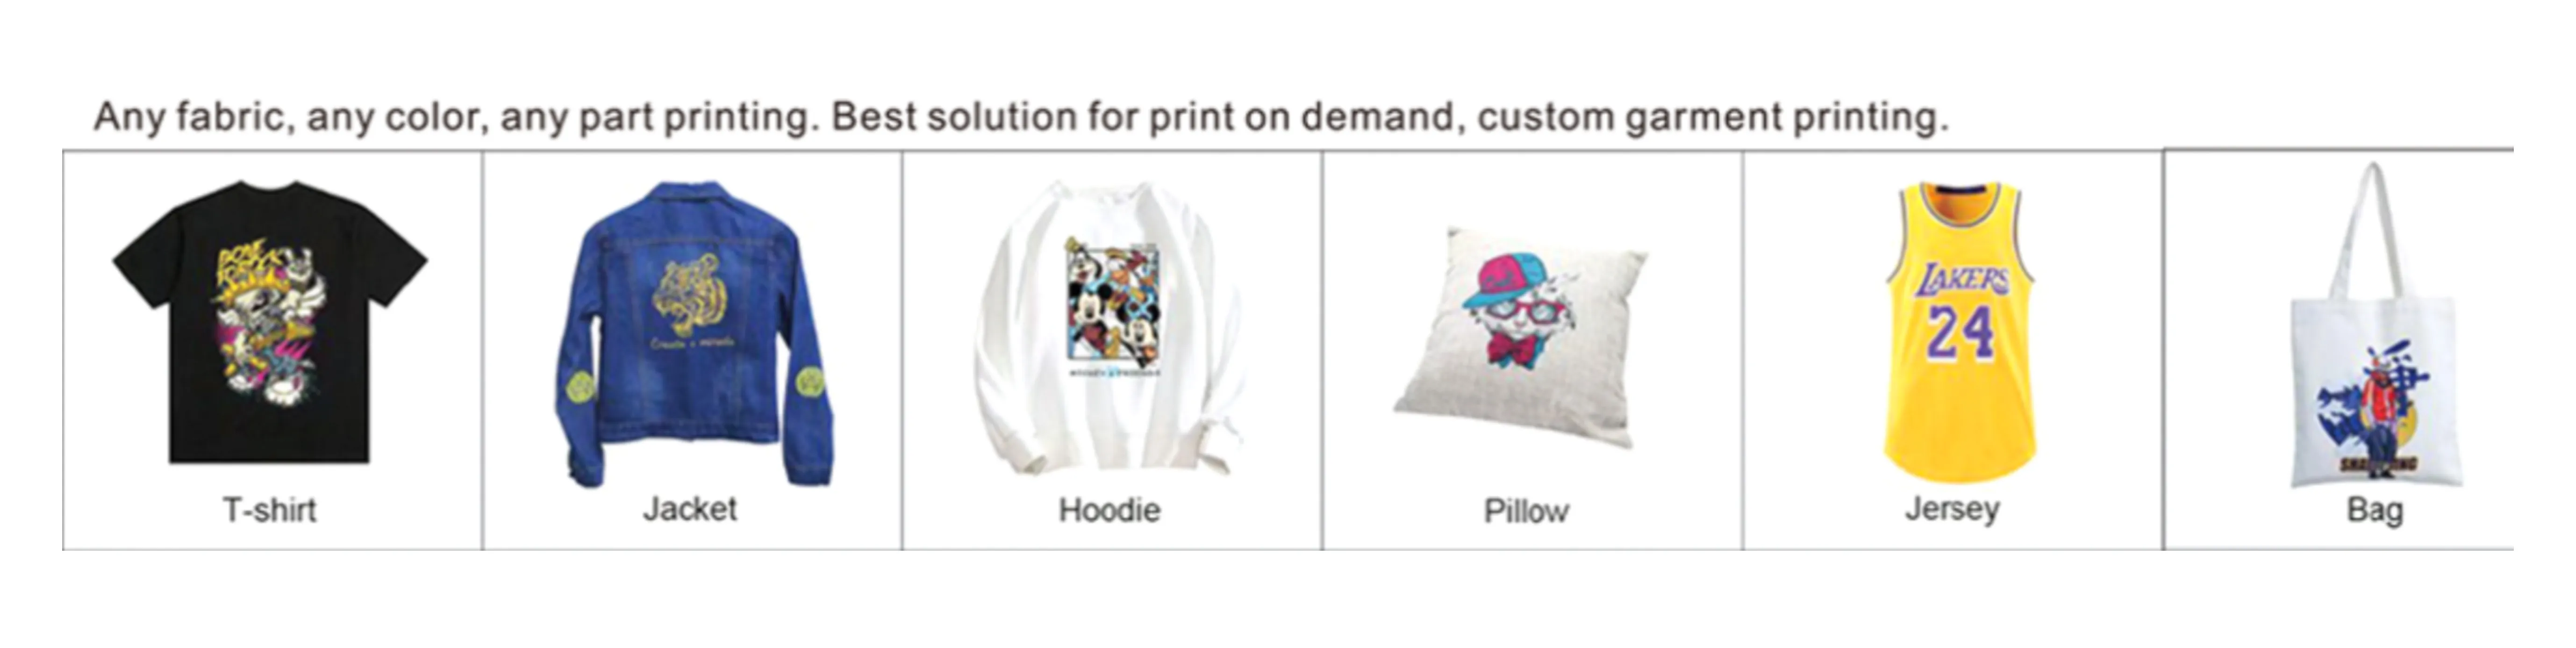 Any fabric, any color, any part printing. Best solution for print on demand, custom garment printing.
LAKERS
24
T-shirt
Jacket
Hoodie
Pillow
Jersey
Bag